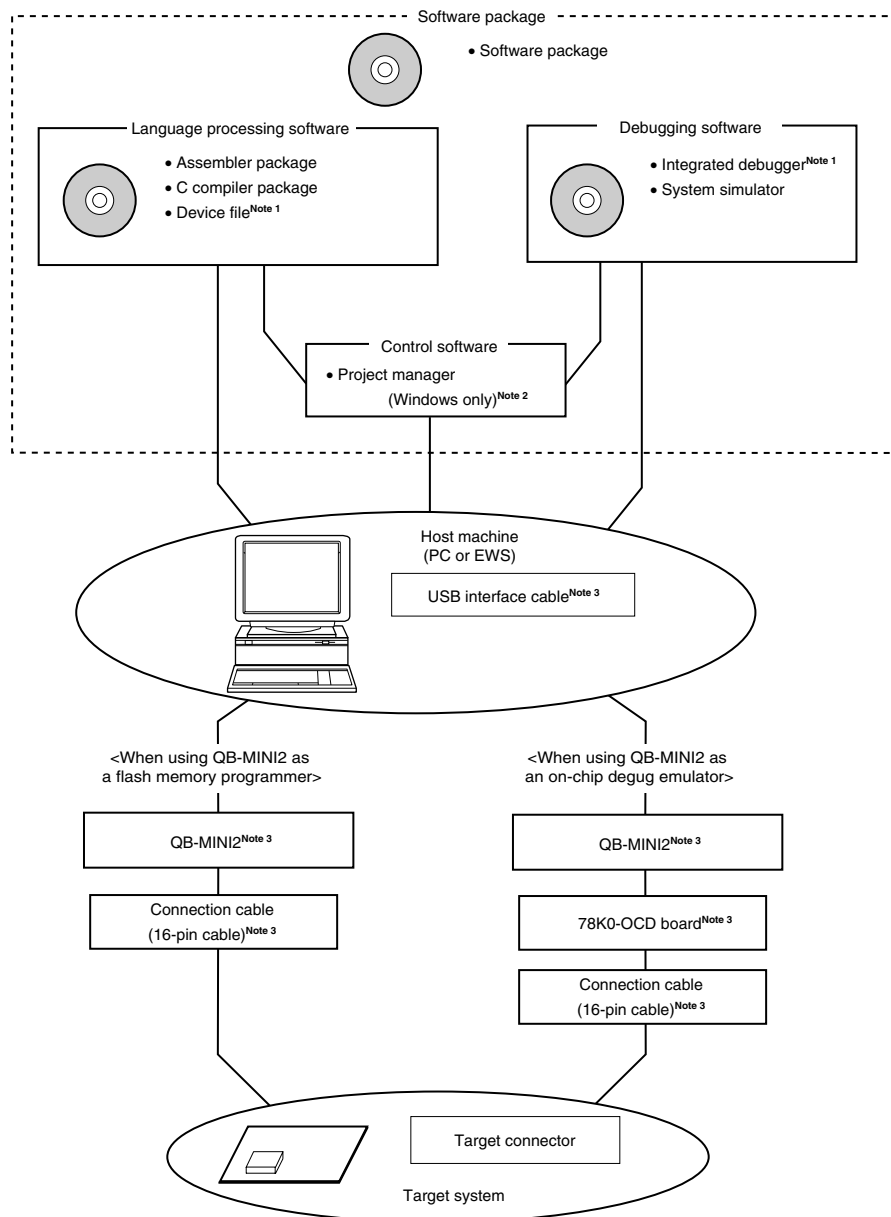 Software package
• Software package
Language processing software
• Assembler package
• C compiler package
• Device fileNote 1
Debugging software
• Integrated debuggerNote 1
• System simulator
Control software
• Project manager
(Windows only)Note 2
Host machine
(PC or EWS)
USB interface cableNote 3
<When using QB-MINI2 as
a flash memory programmer>
<When using QB-MINI2 as
an on-chip degug emulator>
QB-MINI2Note 3
QB-MINI2Note 3
Connection cable
(16-pin cable)Note 3
78K0-OCD boardNote 3
Connection cable
(16-pin cable)Note 3
Target connector
Target system